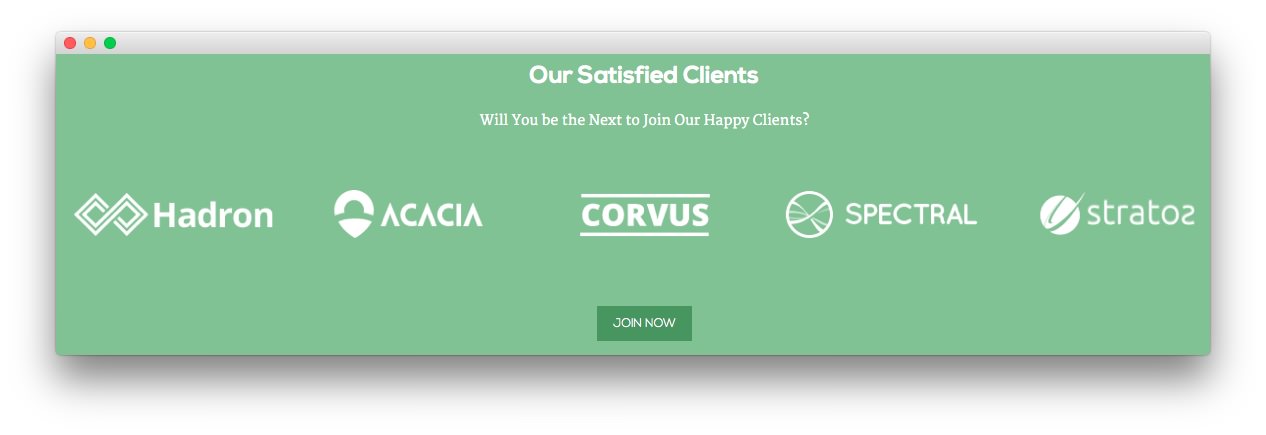 Our Satisfied Clients
Will You be the Next to Join Our Happy Clients?
Hadron ACACIA CORVUS SPECTRAL stratos
JOIN NOW